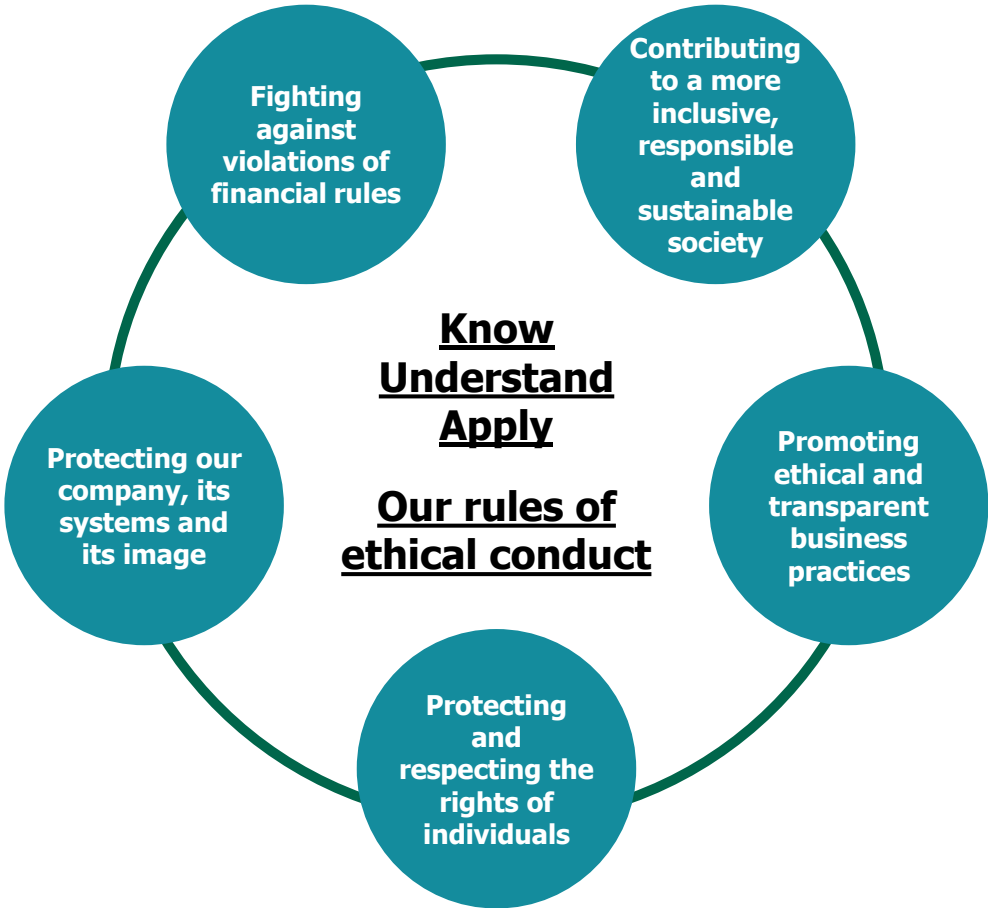 Fighting
against
violations of
financial rules
Contributing
to a more
inclusive,
responsible
and
sustainable
society
Know
Understand
Apply
Our rules of
ethical conduct
Protecting our
company, its
systems and
its image
Promoting
ethical and
transparent
business
practices
Protecting
and
respecting the
rights of
individuals